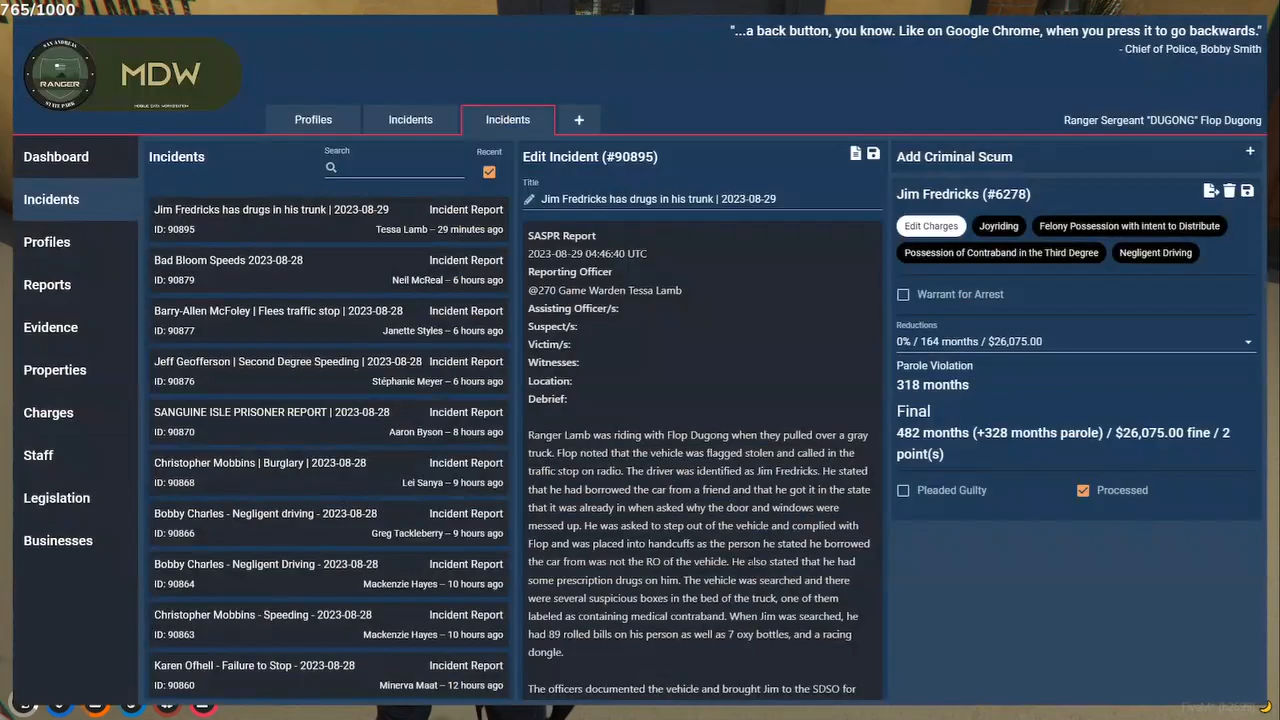 765/1000
"...a back button, you know. Like on Google Chrome, when you press it to go backwards."
- Chief of Police, Bobby Smith
SAN ANDREAS
RANGER
STATE PARK
MDW
MOBILE DATA WORKSTATION
Profiles
Incidents
Incidents
+
Ranger Sergeant "DUGONG" Flop Dugong
Dashboard
Incidents
Profiles
Reports
Evidence
Properties
Charges
Staff
Legislation
Businesses
Incidents
Search
Recent
Jim Fredricks has drugs in his trunk | 2023-08-29 Incident Report
ID: 90895 Tessa Lamb – 29 minutes ago
Bad Bloom Speeds 2023-08-28 Incident Report
ID: 90879 Neil McReal – 6 hours ago
Barry-Allen McFoley | Flees traffic stop | 2023-08-28 Incident Report
ID: 90877 Janette Styles – 6 hours ago
Jeff Geofferson | Second Degree Speeding | 2023-08-28 Incident Report
ID: 90876 Stéphanie Meyer – 6 hours ago
SANGUINE ISLE PRISONER REPORT | 2023-08-28 Incident Report
ID: 90870 Aaron Byson – 8 hours ago
Christopher Mobbins | Burglary | 2023-08-28 Incident Report
ID: 90868 Lei Sanya – 9 hours ago
Bobby Charles - Negligent driving - 2023-08-28 Incident Report
ID: 90866 Greg Tackleberry – 9 hours ago
Bobby Charles - Negligent Driving - 2023-08-28 Incident Report
ID: 90864 Mackenzie Hayes – 10 hours ago
Christopher Mobbins - Speeding - 2023-08-28 Incident Report
ID: 90863 Mackenzie Hayes – 10 hours ago
Karen Ofhell - Failure to Stop - 2023-08-28 Incident Report
ID: 90860 Minerva Maat – 12 hours ago
Edit Incident (#90895)
Title
Jim Fredricks has drugs in his trunk | 2023-08-29
SASPR Report
2023-08-29 04:46:40 UTC
Reporting Officer
@270 Game Warden Tessa Lamb
Assisting Officer/s:
Suspect/s:
Victim/s:
Witnesses:
Location:
Debrief:
Ranger Lamb was riding with Flop Dugong when they pulled over a gray
truck. Flop noted that the vehicle was flagged stolen and called in the
traffic stop on radio. The driver was identified as Jim Fredricks. He stated
that he had borrowed the car from a friend and that he got it in the state
that it was already in when asked why the door and windows were
messed up. He was asked to step out of the vehicle and complied with
Flop and was placed into handcuffs as the person he stated he borrowed
the car from was not the RO of the vehicle. He also stated that he had
some prescription drugs on him. The vehicle was searched and there
were several suspicious boxes in the bed of the truck, one of them
labeled as containing medical contraband. When Jim was searched, he
had 89 rolled bills on his person as well as 7 oxy bottles, and a racing
dongle.
The officers documented the vehicle and brought Jim to the SDSO for
Add Criminal Scum
+
Jim Fredricks (#6278)
Edit Charges Joyriding Felony Possession with Intent to Distribute
Possession of Contraband in the Third Degree Negligent Driving
Warrant for Arrest
Reductions
0% / 164 months / $26,075.00
Parole Violation
318 months
Final
482 months (+328 months parole) / $26,075.00 fine / 2
point(s)
Pleaded Guilty Processed